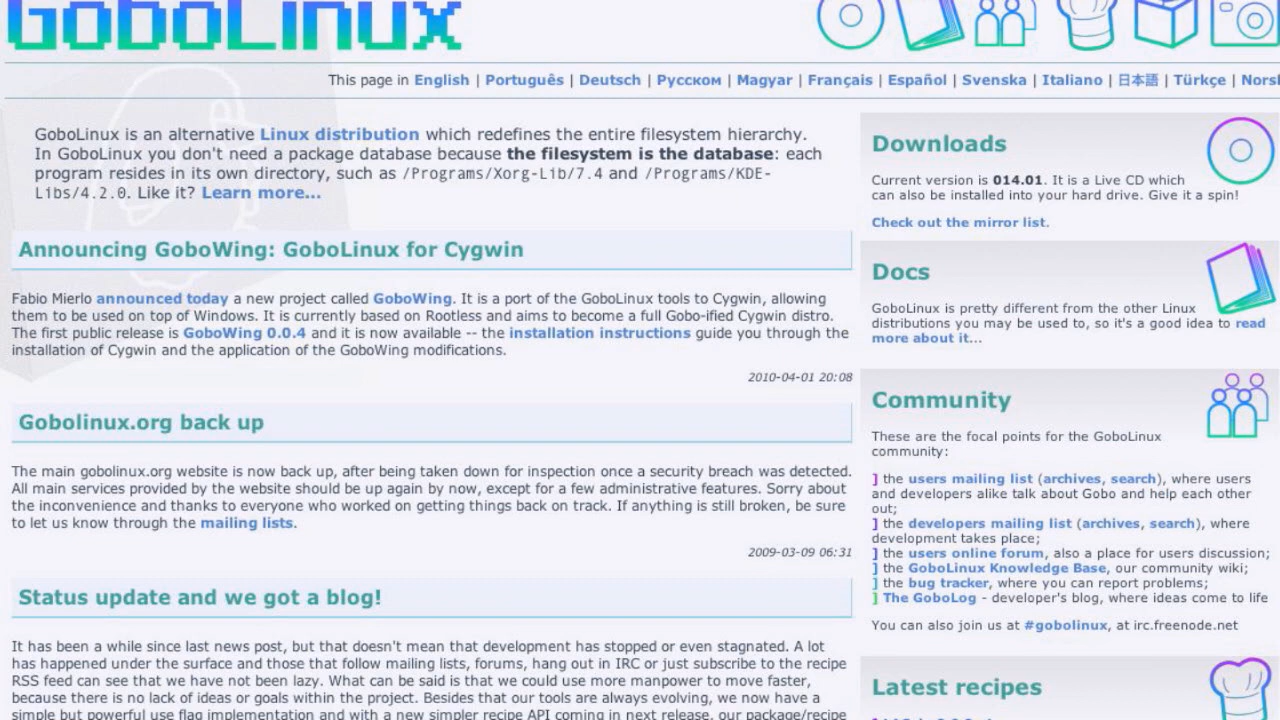 GoboLinux
This page in English | Português | Deutsch | Русском | Magyar | Français | Español | Svenska | Italiano | 日本語 | Türkçe |
GoboLinux is an alternative Linux distribution which redefines the entire filesystem hierarchy.
In GoboLinux you don't need a package database because the filesystem is the database: each
program resides in its own directory, such as /Programs/Xorg-Lib/7.4 and /Programs/KDE-
Libs/4.2.0. Like it? Learn more...
Announcing GoboWing: GoboLinux for Cygwin
Fabio Mierlo announced today a new project called GoboWing. It is a port of the GoboLinux tools to Cygwin, allowing
them to be used on top of Windows. It is currently based on Rootless and aims to become a full Gobo-ified Cygwin distro.
The first public release is GoboWing 0.0.4 and it is now available -- the installation instructions guide you through the
installation of Cygwin and the application of the GoboWing modifications.
2010-04-01 20:08
Gobolinux.org back up
The main gobolinux.org website is now back up, after being taken down for inspection once a security breach was detected.
All main services provided by the website should be up again by now, except for a few administrative features. Sorry about
the inconvenience and thanks to everyone who worked on getting things back on track. If anything is still broken, be sure
to let us know through the mailing lists.
2009-03-09 06:31
Status update and we got a blog!
It has been a while since last news post, but that doesn't mean that development has stopped or even stagnated. A lot
has happened under the surface and those that follow mailing lists, forums, hang out in IRC or just subscribe to the recipe
RSS feed can see that we have not been lazy. What can be said is that we could use more manpower to move faster,
because there is no lack of ideas or goals within the project. Besides that our tools are always evolving, we now have a
simple but powerful use flag implementation and with a new simpler recipe API coming in next release, our package/recipe
Downloads
Current version is 014.01. It is a Live CD which
can also be installed into your hard drive. Give it a spin!
Check out the mirror list.
Docs
GoboLinux is pretty different from the other Linux
distributions you may be used to, so it's a good idea to read
more about it...
Community
These are the focal points for the GoboLinux
community:
] the users mailing list (archives, search), where users
and developers alike talk about Gobo and help each other
out;
] the developers mailing list (archives, search), where
development takes place;
] the users online forum, also a place for users discussion;
] the GoboLinux Knowledge Base, our community wiki;
] the bug tracker, where you can report problems;
] The GoboLog - developer's blog, where ideas come to life
You can also join us at #gobolinux, at irc.freenode.net
Latest recipes